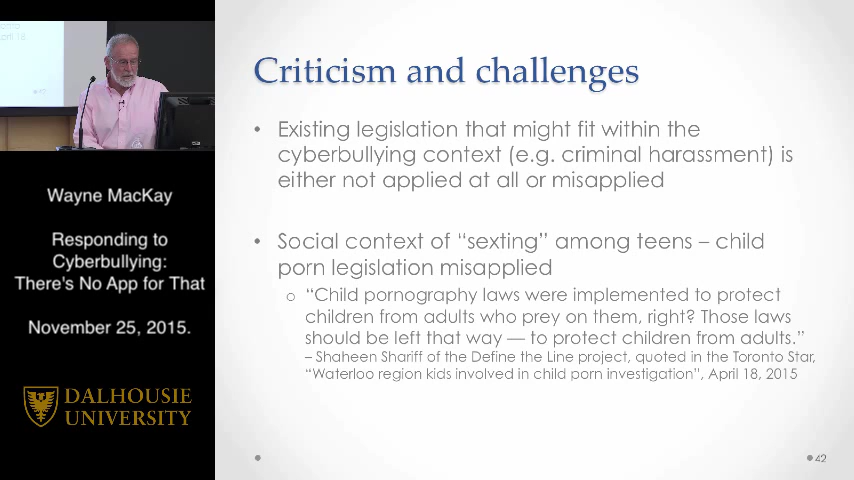 Criticism and challenges
• Existing legislation that might fit within the
cyberbullying context (e.g. criminal harassment) is
either not applied at all or misapplied
• Social context of “sexting” among teens – child
porn legislation misapplied
o “Child pornography laws were implemented to protect
children from adults who prey on them, right? Those laws
should be left that way — to protect children from adults.”
– Shaheen Shariff of the Define the Line project, quoted in the Toronto Star,
“Waterloo region kids involved in child porn investigation”, April 18, 2015
42
Wayne MacKay
Responding to
Cyberbullying:
There's No App for That
November 25, 2015.
DALHOUSIE
UNIVERSITY